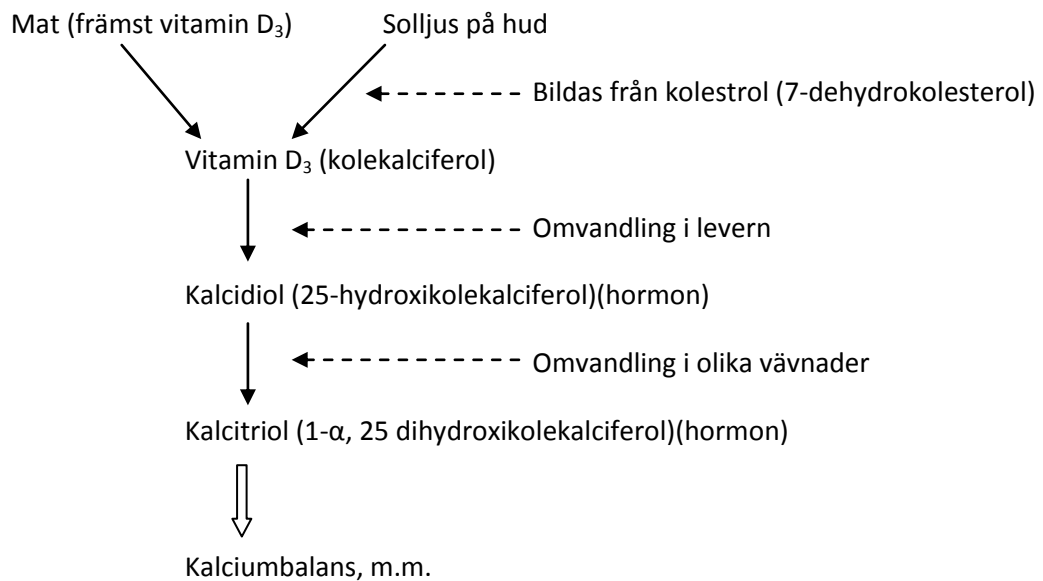 Mat (främst vitamin D₃)
Solljus på hud
Bildas från kolestrol (7-dehydrokolesterol)
Vitamin D₃ (kolekalciferol)
Omvandling i levern
Kalcidiol (25-hydroxikolekalciferol)(hormon)
Omvandling i olika vävnader
Kalcitriol (1-α, 25 dihydroxikolekalciferol)(hormon)
Kalciumbalans, m.m.